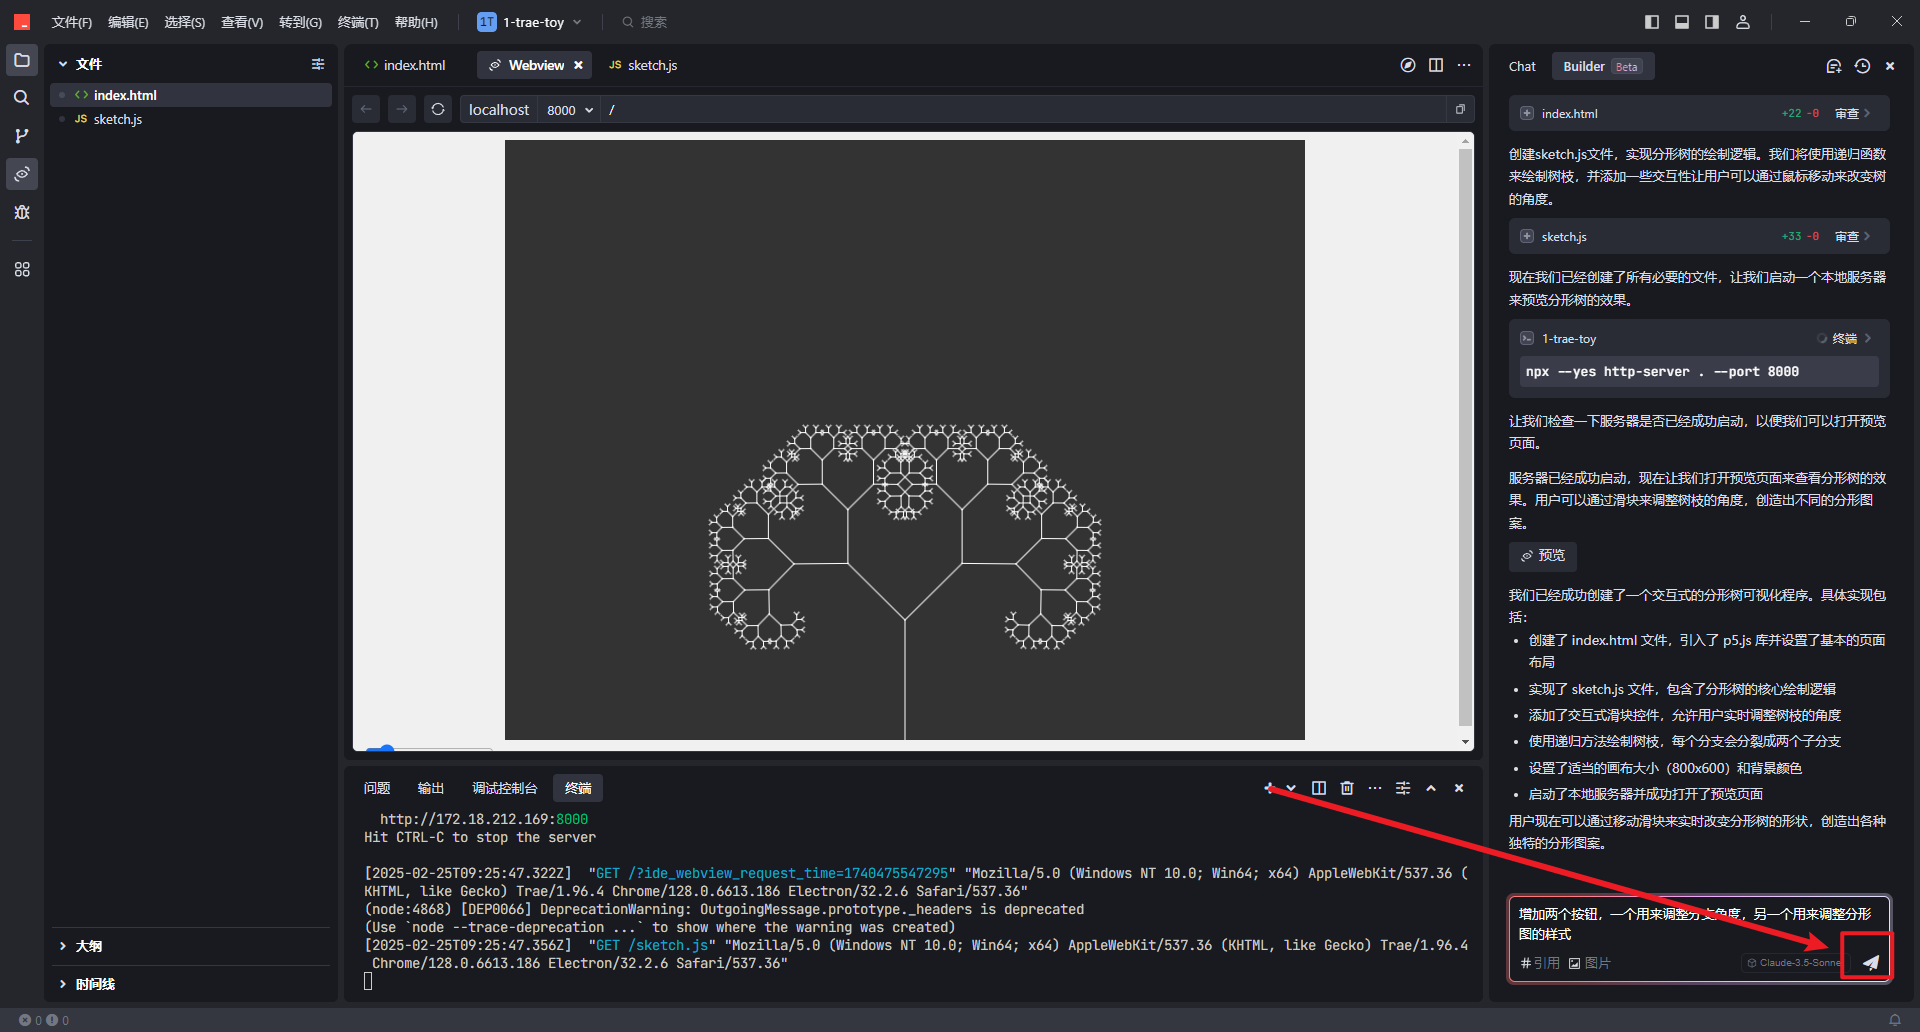 文件(F) 编辑(E) 选择(S) 查看(V) 转到(G) 终端(T) 帮助(H) 1T 1-trae-toy 搜索
文件
index.html
JS sketch.js
大纲
时间线
index.html Webview JS sketch.js
localhost 8000 /
问题 输出 调试控制台 终端
http://172.18.212.169:8000
Hit CTRL-C to stop the server
[2025-02-25T09:25:47.322Z] "GET /?ide_webview_request_time=1740475547295" "Mozilla/5.0 (Windows NT 10.0; Win64; x64) AppleWebKit/537.36 (
KHTML, like Gecko) Trae/1.96.4 Chrome/128.0.6613.186 Electron/32.2.6 Safari/537.36"
(node:4868) [DEP0066] DeprecationWarning: OutgoingMessage.prototype._headers is deprecated
(Use `node --trace-deprecation ...` to show where the warning was created)
[2025-02-25T09:25:47.356Z] "GET /sketch.js" "Mozilla/5.0 (Windows NT 10.0; Win64; x64) AppleWebKit/537.36 (KHTML, like Gecko) Trae/1.96.4
Chrome/128.0.6613.186 Electron/32.2.6 Safari/537.36"
Chat Builder Beta
index.html +22 -0 审查
创建sketch.js文件，实现分形树的绘制逻辑。我们将使用递归函数
来绘制树枝，并添加一些交互性让用户可以通过鼠标移动来改变树
的角度。
sketch.js +33 -0 审查
现在我们已经创建了所有必要的文件，让我们启动一个本地服务器
来预览分形树的效果。
1-trae-toy 终端
npx --yes http-server . --port 8000
让我们检查一下服务器是否已经成功启动，以便我们可以打开预览
页面。
服务器已经成功启动，现在让我们打开预览页面来查看分形树的效
果。用户可以通过滑块来调整树枝的角度，创造出不同的分形图
案。
预览
我们已经成功创建了一个交互式的分形树可视化程序。具体实现包
括：
• 创建了 index.html 文件，引入了 p5.js 库并设置了基本的页面
布局
• 实现了 sketch.js 文件，包含了分形树的核心绘制逻辑
• 添加了交互式滑块控件，允许用户实时调整树枝的角度
• 使用递归方法绘制树枝，每个分支会分裂成两个子分支
• 设置了适当的画布大小（800x600）和背景颜色
• 启动了本地服务器并成功打开了预览页面
用户现在可以通过移动滑块来实时改变分形树的形状，创造出各种
独特的分形图案。
增加两个按钮，一个用来调整分支角度，另一个用来调整分形
图的样式
#引用 图片 Claude-3.5-Sonne
0 0